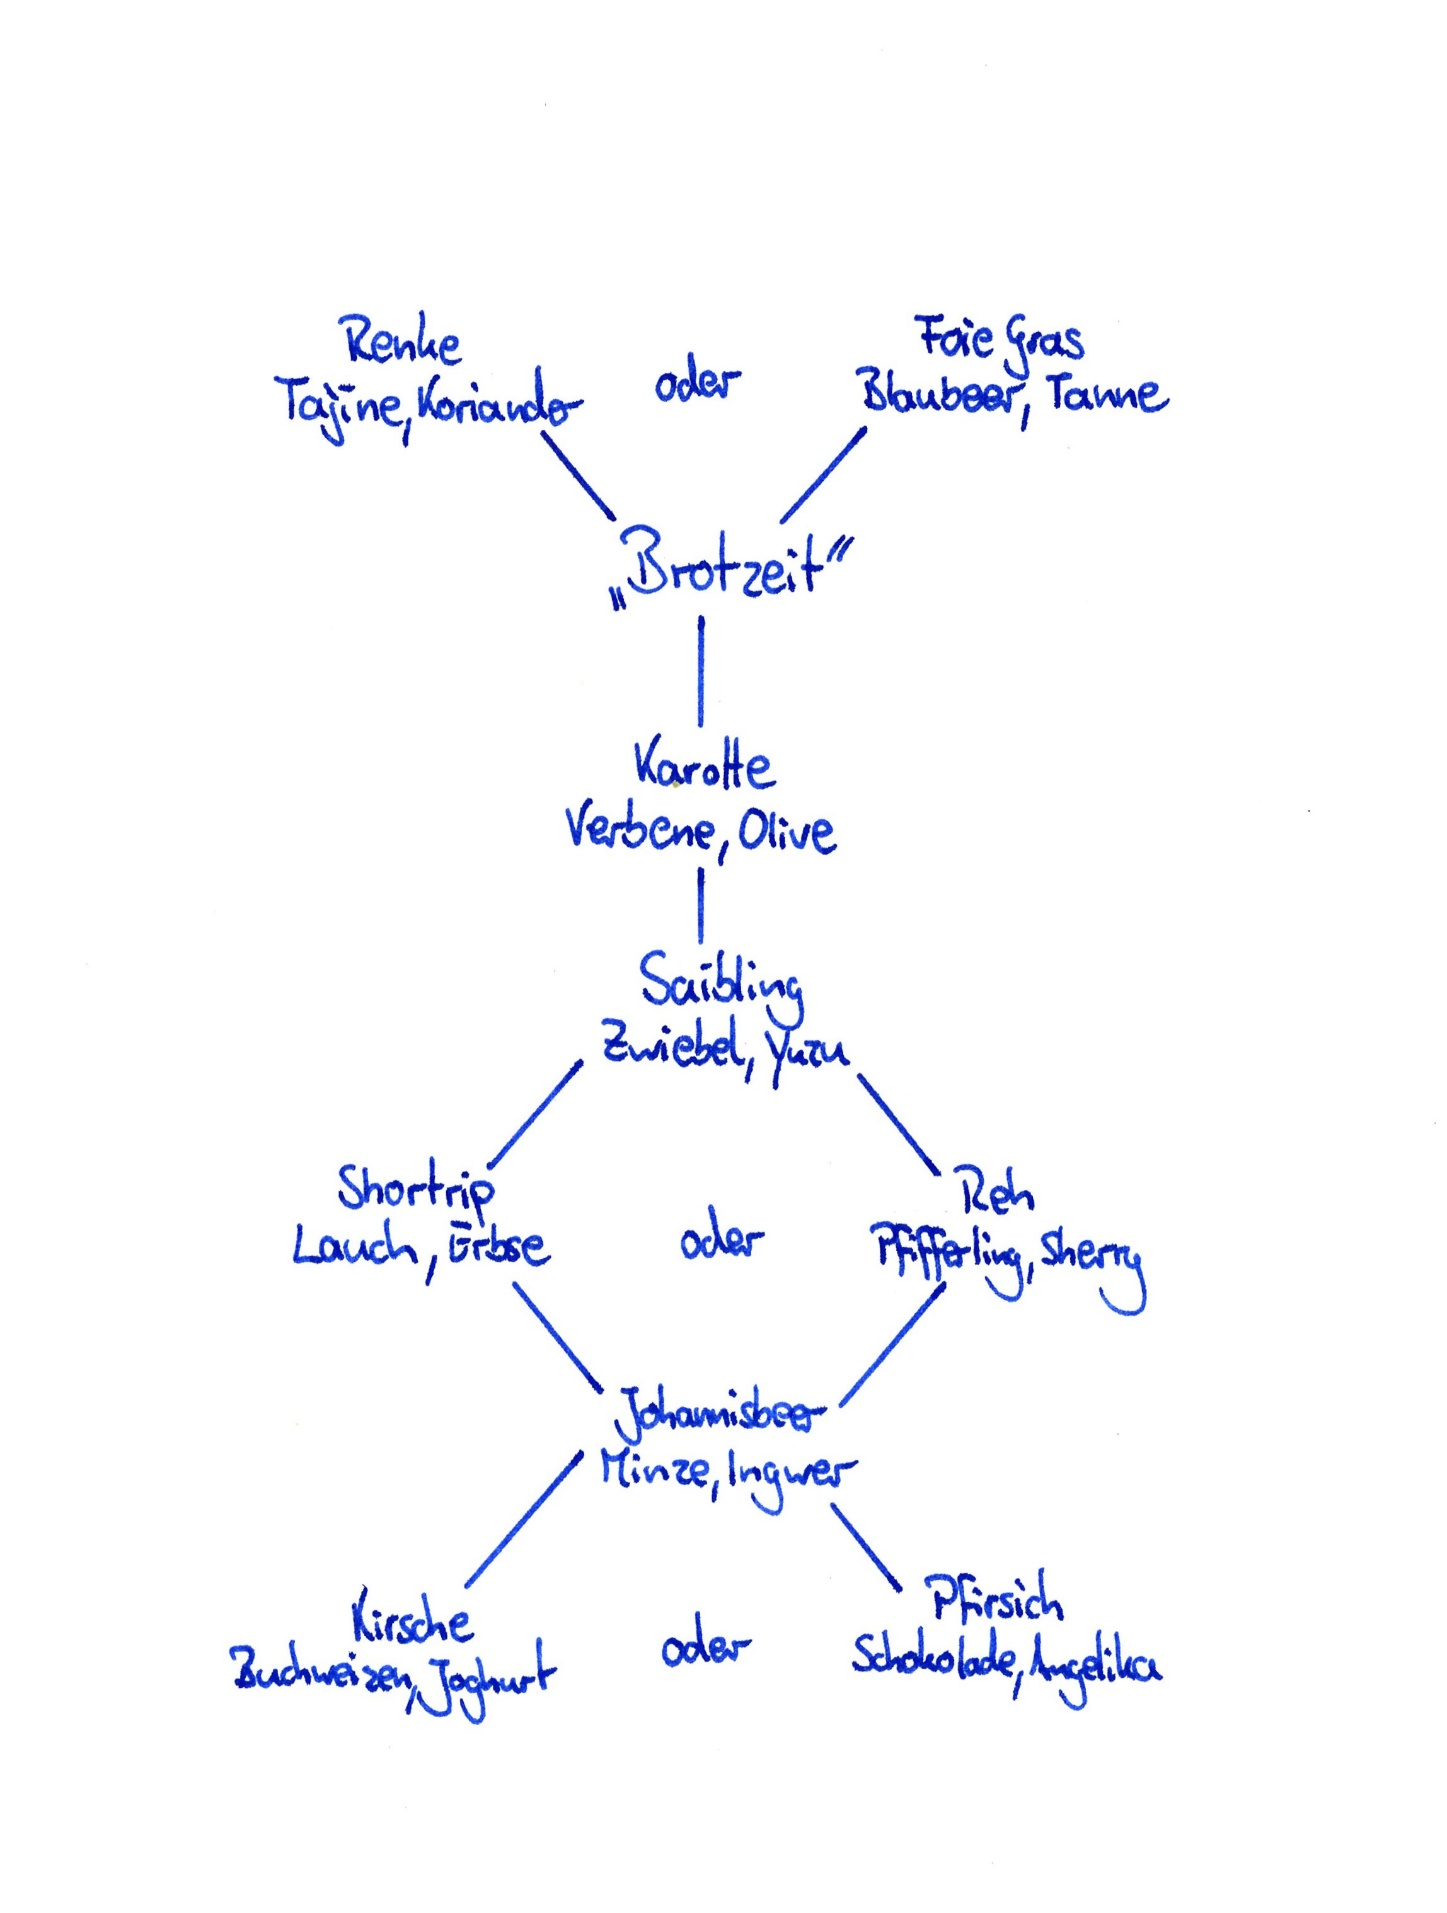 Renke
Tajine, Koriander
oder
Foie Gras
Blaubeer, Tanne
„Brotzeit“
Karotte
Verbene, Olive
Saibling
Zwiebel, Yuzu
Shortrip
Lauch, Erbse
oder
Reh
Pfifferling, Sherry
Johannisbeer
Minze, Ingwer
Kirsche
Buchweizen, Joghurt
oder
Pfirsich
Schokolade, Angelika